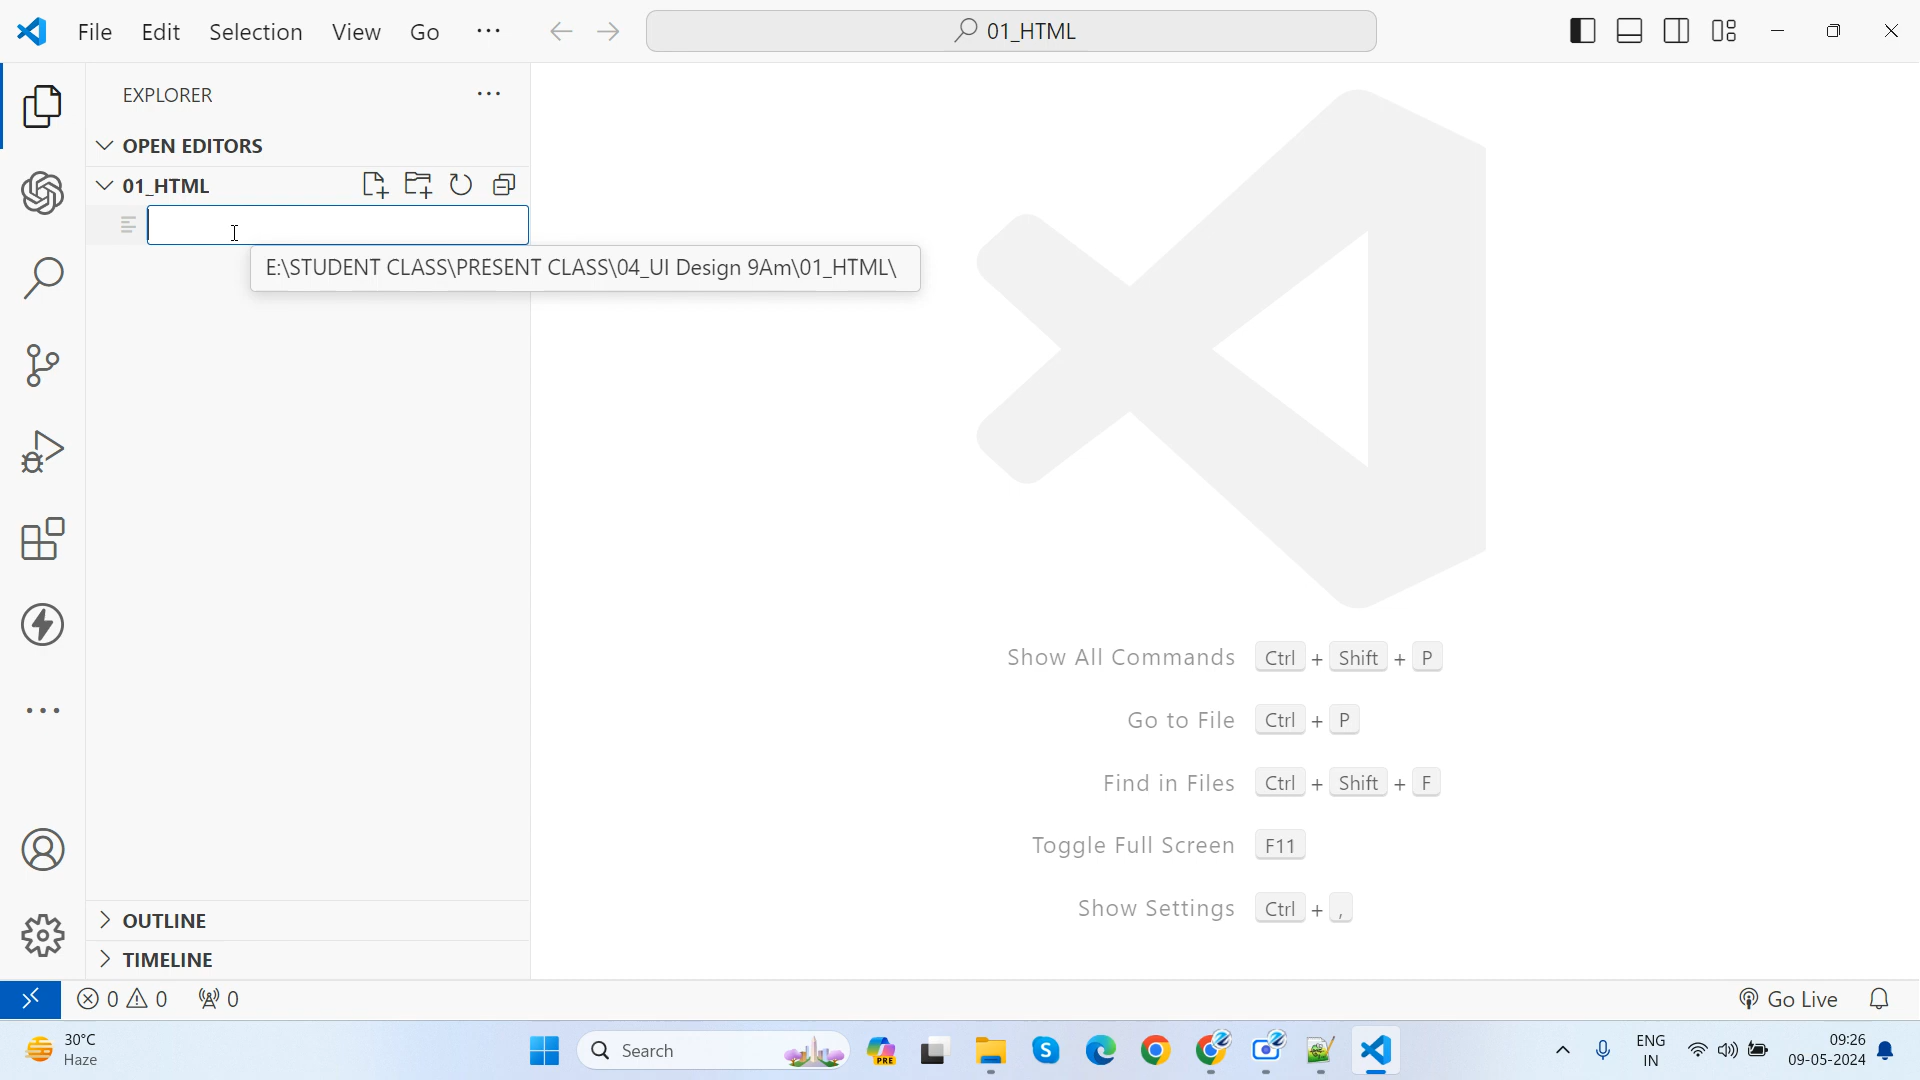 File Edit Selection View Go ···
01_HTML
EXPLORER
OPEN EDITORS
01_HTML
E:\STUDENT CLASS\PRESENT CLASS\04_UI Design 9Am\01_HTML\
Show All Commands Ctrl + Shift + P
Go to File Ctrl + P
Find in Files Ctrl + Shift + F
Toggle Full Screen F11
Show Settings Ctrl + ,
OUTLINE
TIMELINE
0 0 0
Go Live
30°C
Haze
Search
PRE
ENG
IN
09:26
09-05-2024